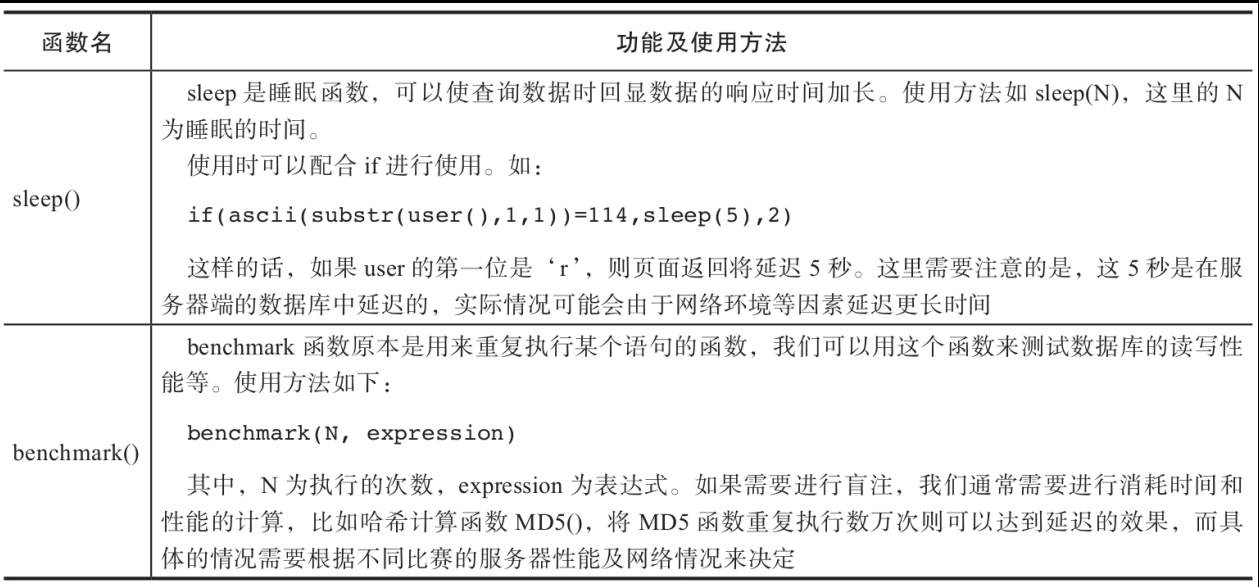 函数名 功能及使用方法
sleep 是睡眠函数，可以使查询数据时回显数据的响应时间加长。使用方法如 sleep(N)，这里的 N
为睡眠的时间。
使用时可以配合 if 进行使用。如：
sleep()
if(ascii(substr(user(),1,1))=114,sleep(5),2)
这样的话，如果 user 的第一位是‘r’，则页面返回将延迟 5 秒。这里需要注意的是，这 5 秒是在服
务器端的数据库中延迟的，实际情况可能会由于网络环境等因素延迟更长时间
benchmark 函数原本是用来重复执行某个语句的函数，我们可以用这个函数来测试数据库的读写性
能等。使用方法如下：
benchmark(N, expression)
benchmark()
其中，N 为执行的次数，expression 为表达式。如果需要进行盲注，我们通常需要进行消耗时间和
性能的计算，比如哈希计算函数 MD5()，将 MD5 函数重复执行数万次则可以达到延迟的效果，而具
体的情况需要根据不同比赛的服务器性能及网络情况来决定